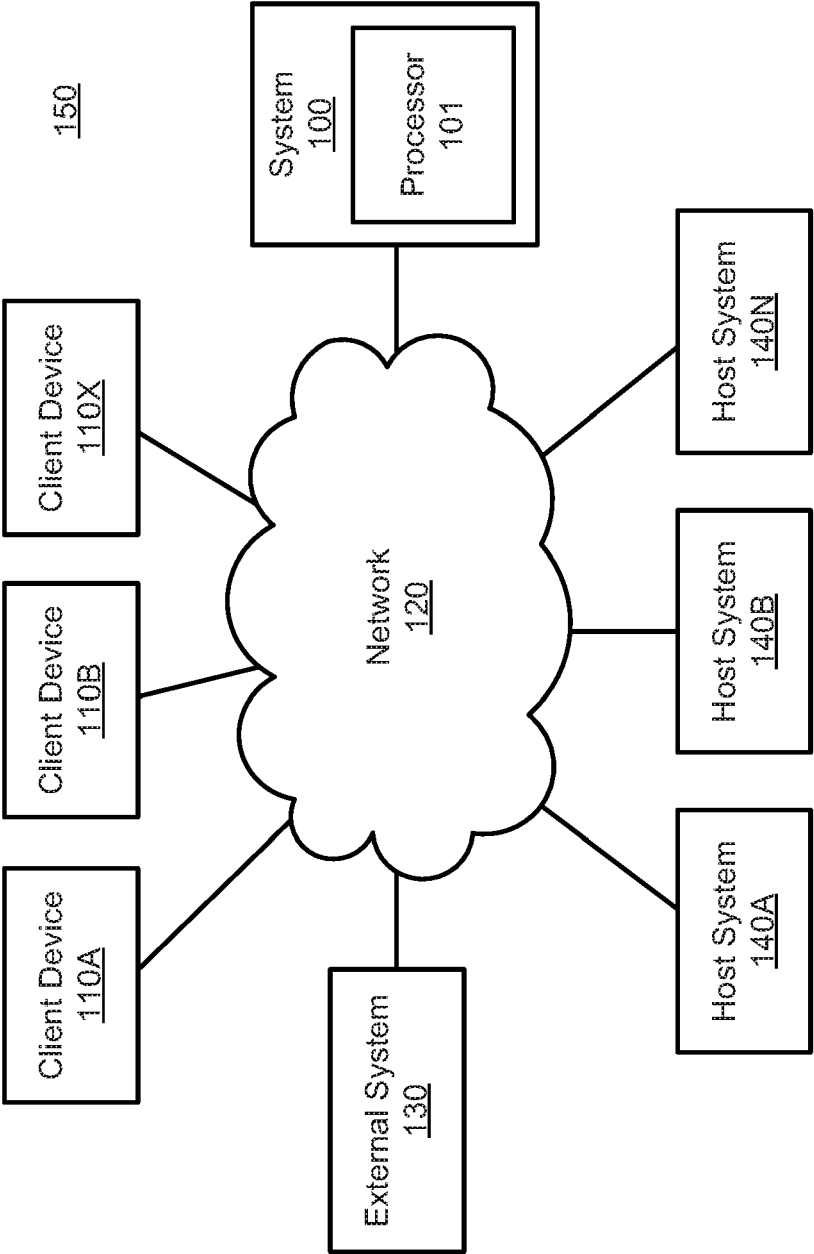 150
Client Device
110A
Client Device
110B
Client Device
110X
External System
130
Network
120
System
100
Processor
101
Host System
140A
Host System
140B
Host System
140N